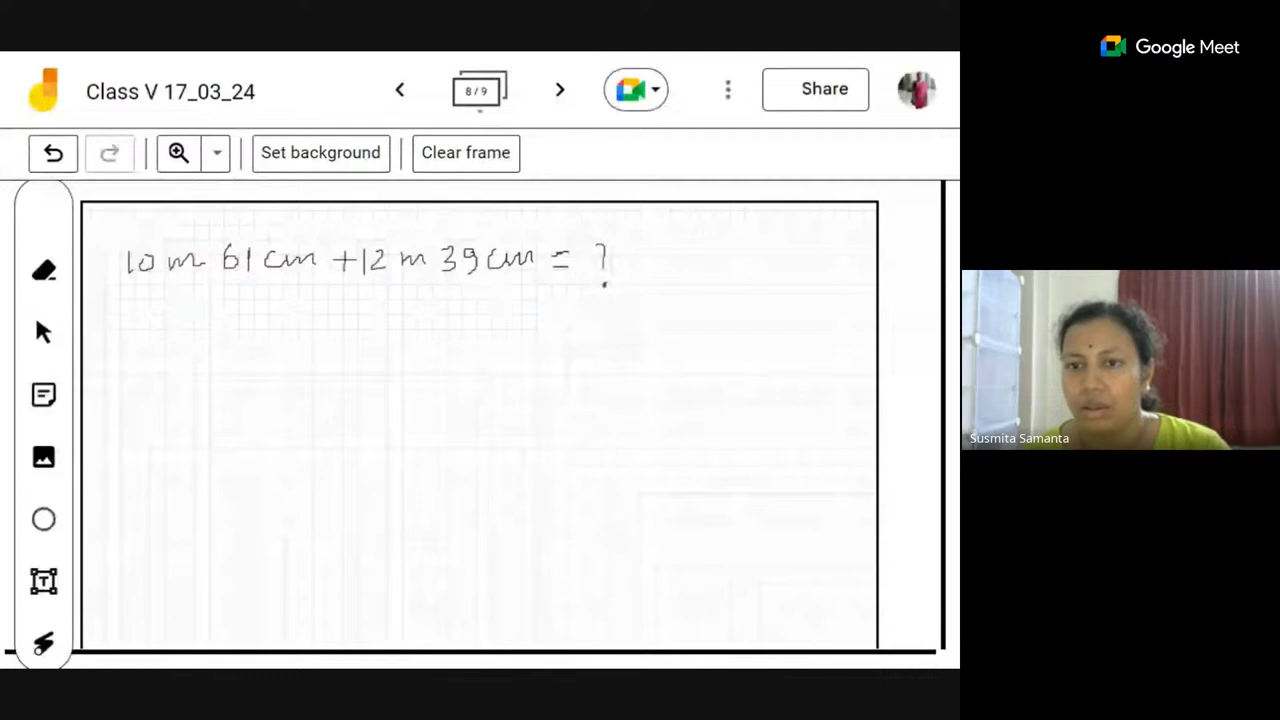 Google Meet
Class V 17_03_24
8/9
Share
Set background
Clear frame
10 m 61 cm + 12 m 39 cm = ?
Susmita Samanta